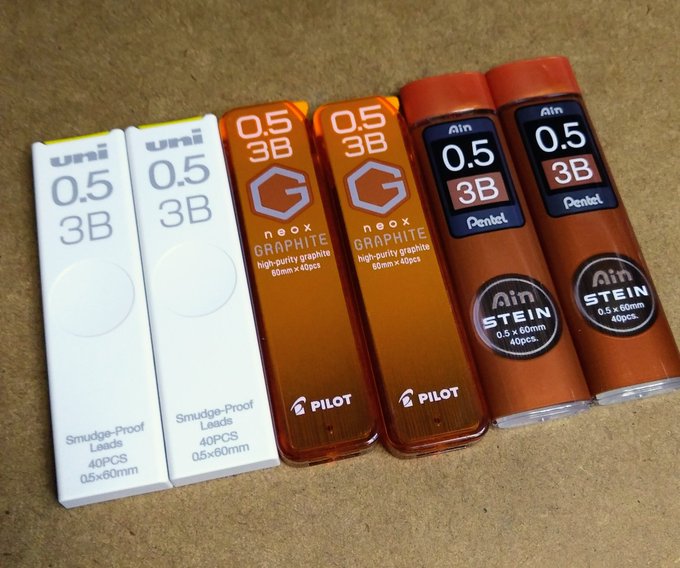 uni
0.5
3B
Smudge-Proof
Leads
40PCS
0.5×60mm
uni
0.5
3B
Smudge-Proof
Leads
40PCS
0.5×60mm
0.5
3B
G
neox
GRAPHITE
high-purity graphite
60mm×40pcs
PILOT
0.5
3B
G
neox
GRAPHITE
high-purity graphite
60mm×40pcs
PILOT
Ain
0.5
3B
Pentel
Ain
STEIN
0.5 x 60mm
40pcs.
Ain
0.5
3B
Pentel
Ain
STEIN
0.5 x 60mm
40pcs.